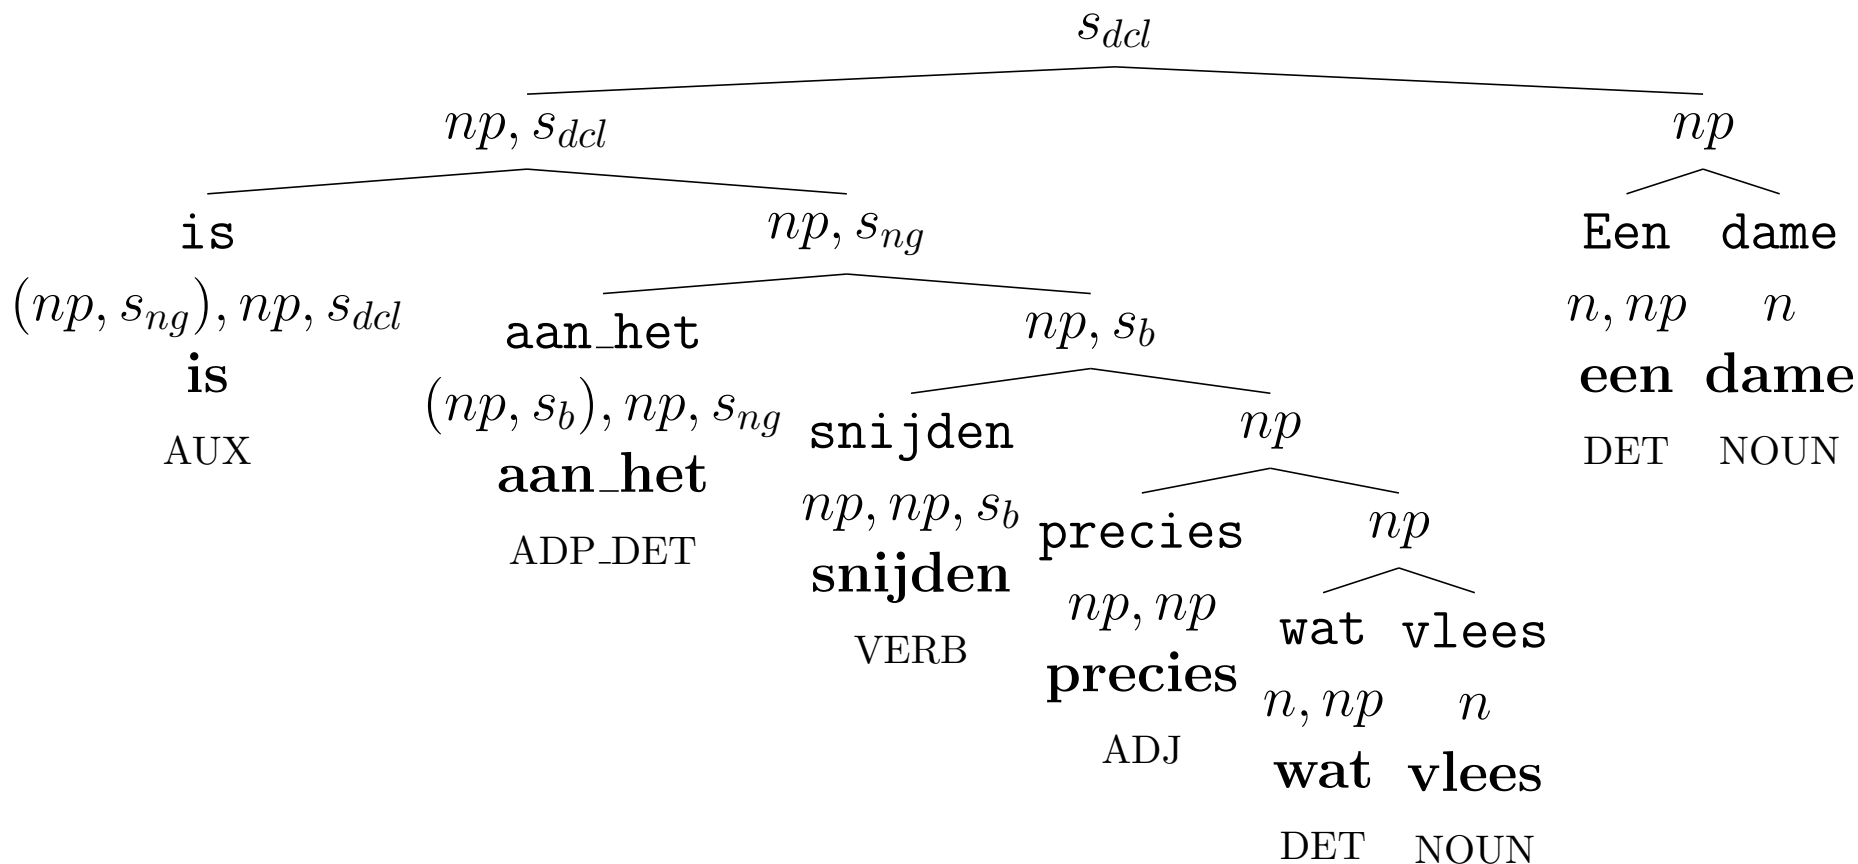 s_dcl
np, s_dcl np
is np, s_ng Een dame
(np, s_ng), np, s_dcl aan_het np, s_b n, np n
is (np, s_b), np, s_ng snijden np een dame
AUX aan_het np, np, s_b precies np DET NOUN
ADP_DET snijden np, np wat vlees
VERB precies n, np n
ADJ wat vlees
DET NOUN